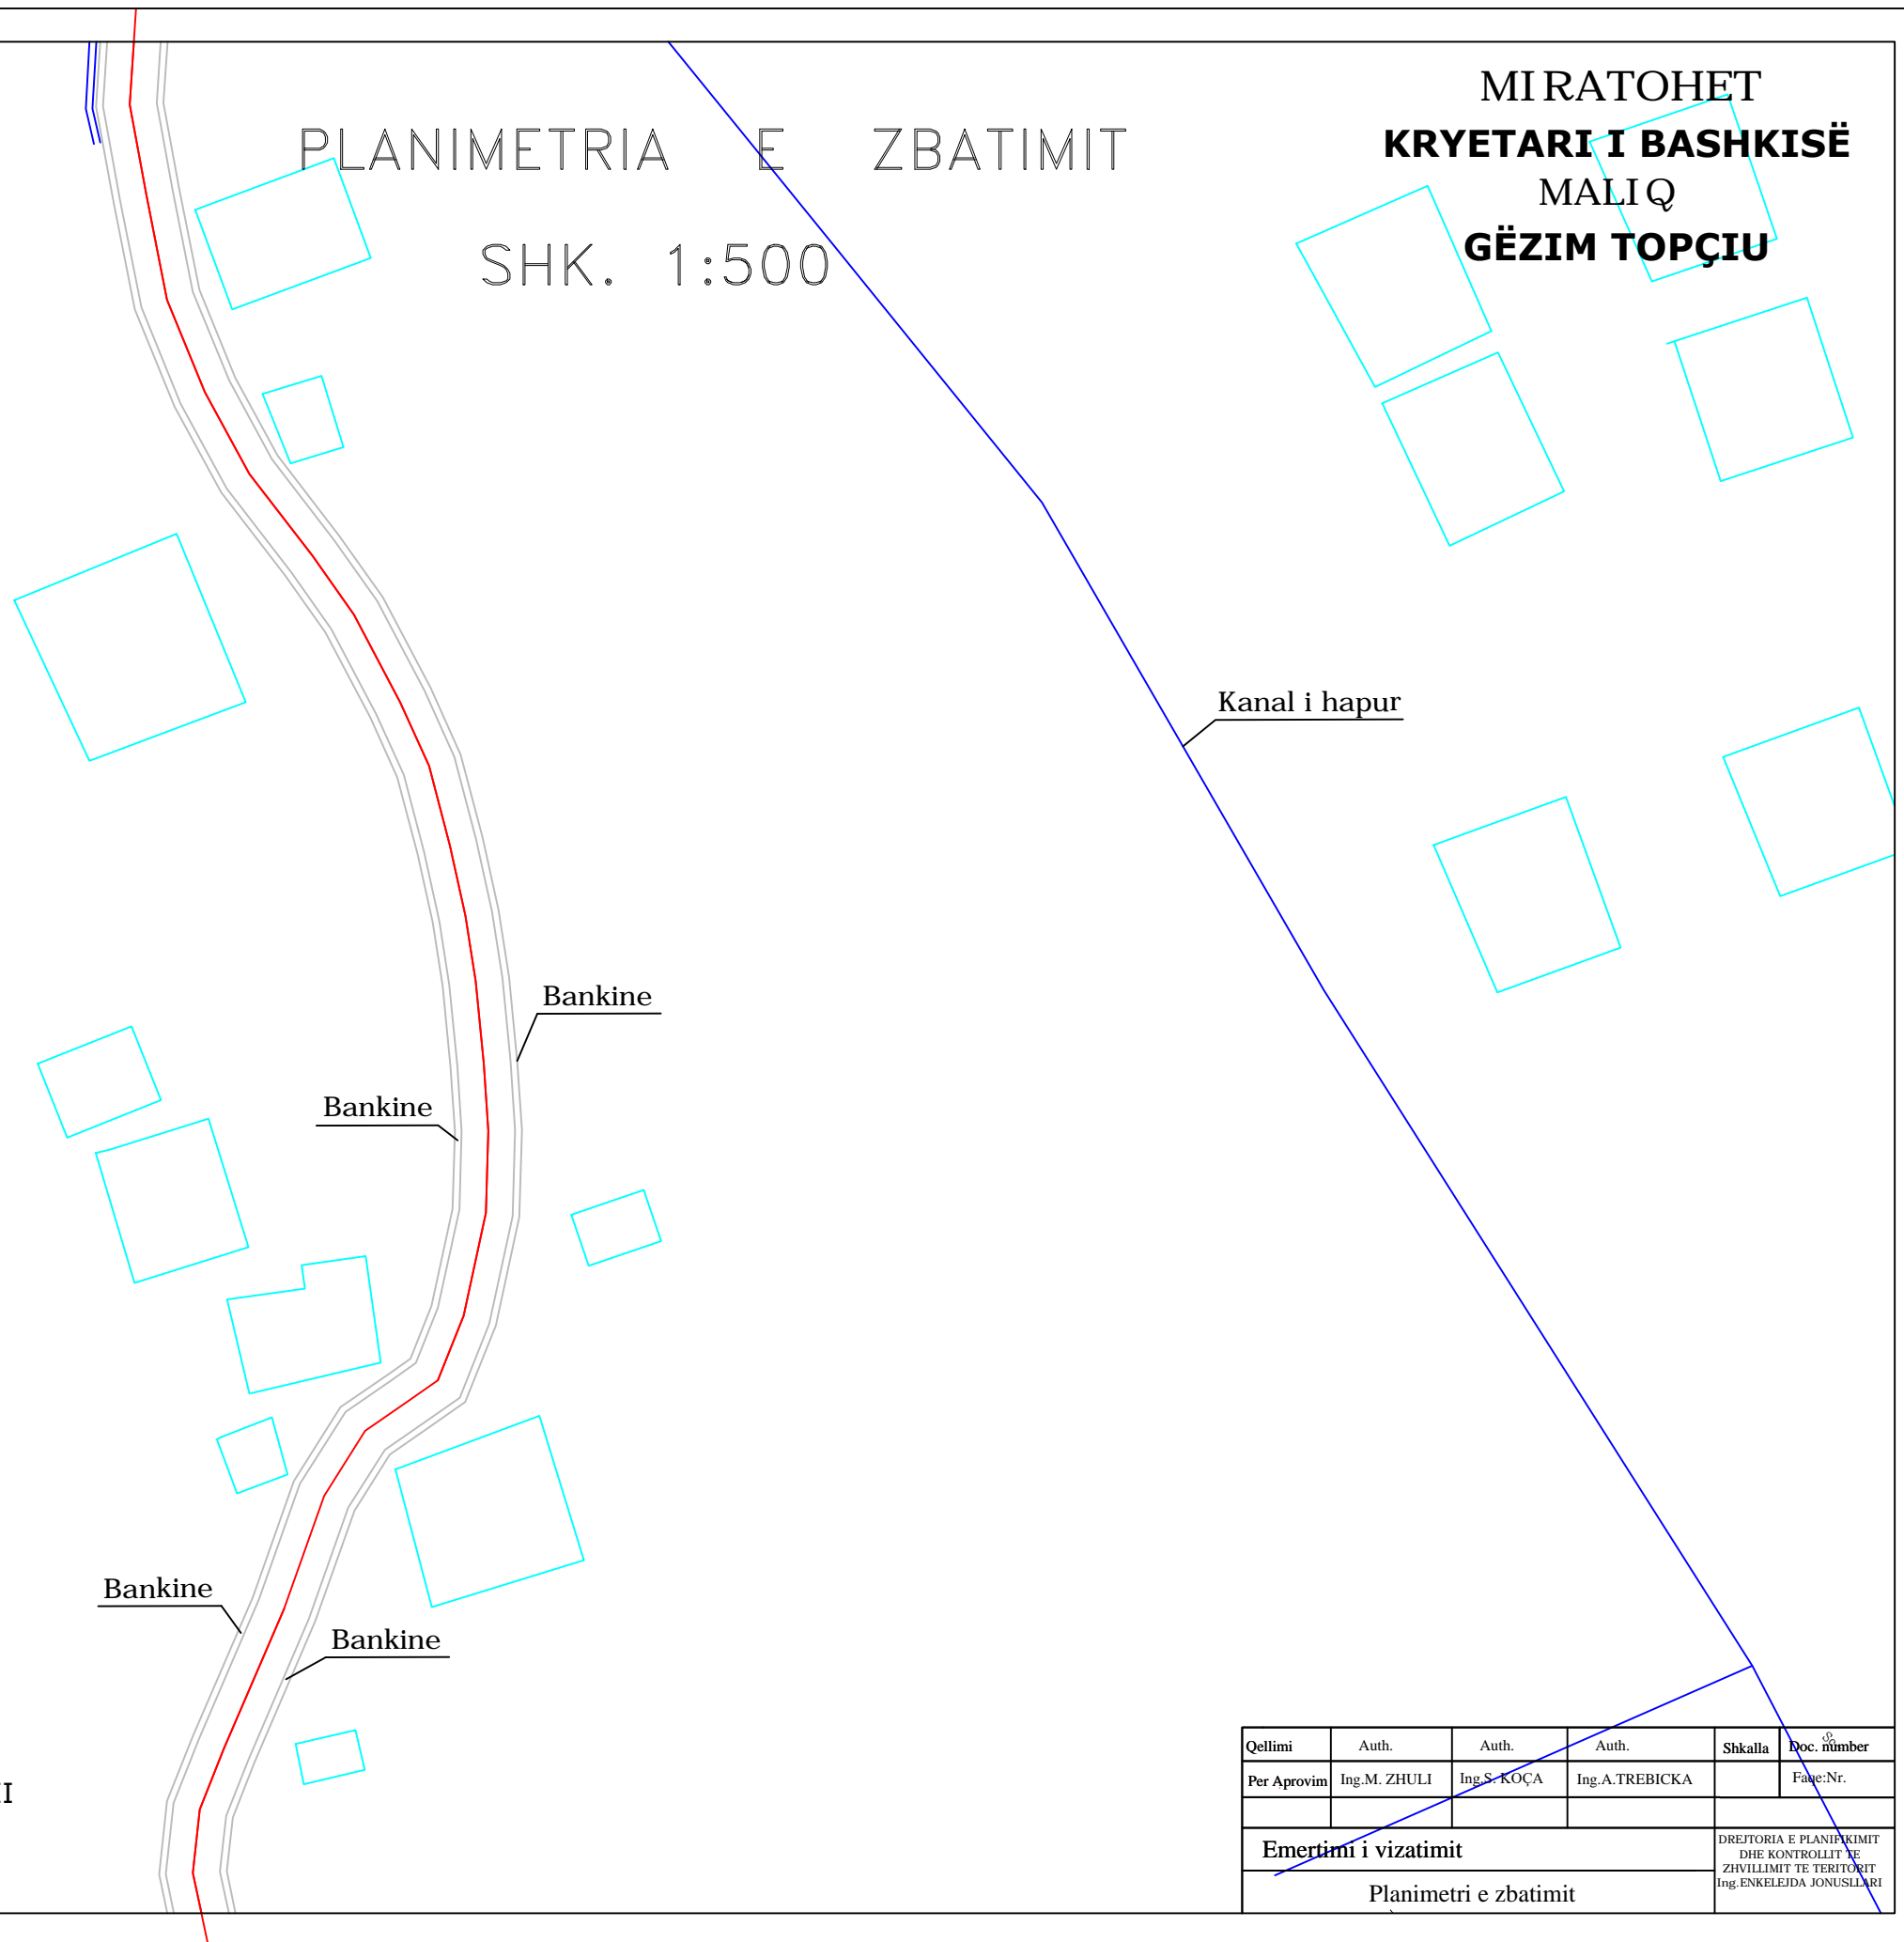 MIRATOHET
KRYETARI I BASHKISË
MALIQ
GËZIM TOPÇIU
PLANIMETRIA E ZBATIMIT
SHK. 1:500
Kanal i hapur
Bankine
Bankine
Bankine
Bankine
Qellimi Auth. Auth. Auth. Shkalla Doc. number
Per Aprovim Ing.M. ZHULI Ing.S. KOÇA Ing.A.TREBICKA Faqe:Nr.
Emertimi i vizatimit
Planimetri e zbatimit
DREJTORIA E PLANIFIKIMIT
DHE KONTROLLIT TE
ZHVILLIMIT TE TERITORIT
Ing.ENKELEJDA JONUSLLARI